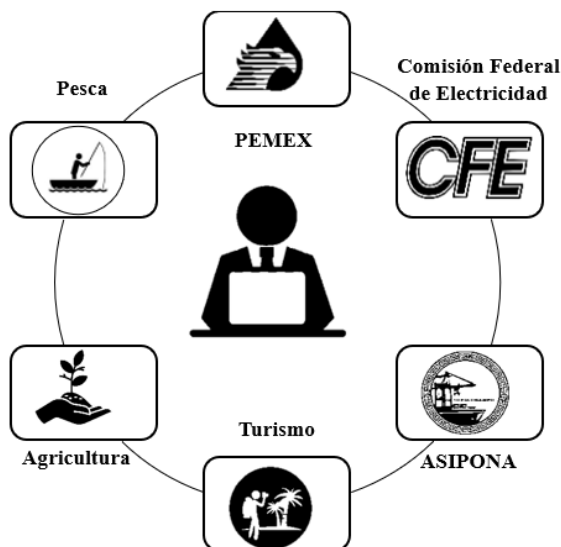 Pesca
Comisión Federal
de Electricidad
PEMEX
CFE
Agricultura
Turismo
ASIPONA